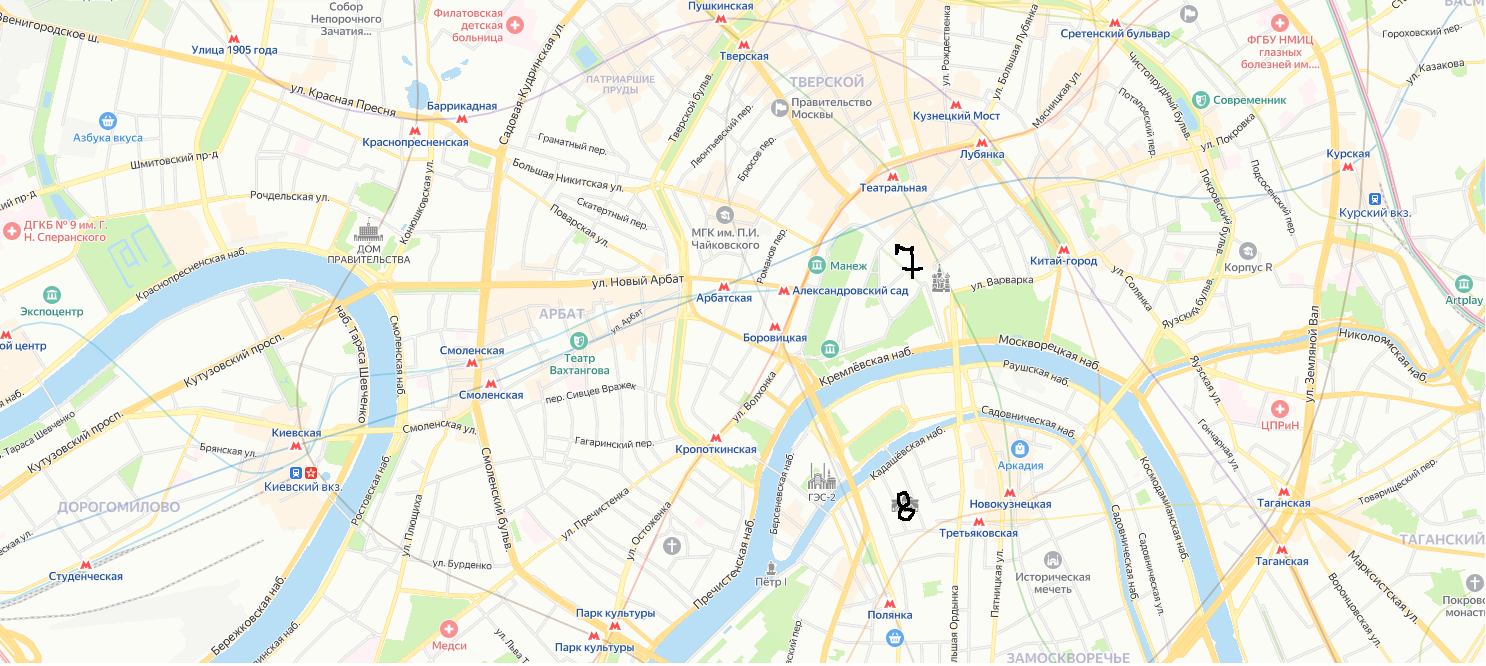 Звенигородское ш.
Собор
Непорочного
Зачатия...
Филатовская
детская
больница
Улица 1905 года
ул. Красная Пресня
Баррикадная
Краснопресненская
Азбука вкуса
Шмитовский пр-д
Рочдельская ул.
ДГКБ № 9 им. Г.
Н. Сперанского
Конюшковская ул.
Садовая-Кудринская ул.
ПАТРИАРШИЕ
ПРУДЫ
Пушкинская
Тверская
Тверской бульв.
Леонтьевский пер.
Брюсов пер.
ТВЕРСКОЙ
Правительство
Москвы
ул. Рождественка
ул. Большая Лубянка
Кузнецкий Мост
Лубянка
Театральная
Мясницкая ул.
Сретенский бульвар
Чистопрудный бульв.
Современник
Потаповский пер.
ул. Покровка
ФГБУ НМИЦ
глазных
болезней им....
Гороховский пер.
ул. Казакова
Курская
Курский вкз.
Подсосенский пер.
Покровский бульв.
Гранатный пер.
Большая Никитская ул.
Скатертный пер.
Поварская ул.
МГК им. П.И.
Чайковского
Романов пер.
Манеж
7
Китай-город
ул. Варварка
ул. Солянка
Корпус R
Яузский бульв.
Artplay
ДОМ
ПРАВИТЕЛЬСТВА
Краснопресненская наб.
Экспоцентр
ул. Новый Арбат
Арбатская
Александровский сад
Боровицкая
АРБАТ
ул. Арбат
Театр
Вахтангова
Смоленская
Смоленская
Смоленская наб.
наб. Тараса Шевченко
Кутузовский просп.
ой центр
Кремлёвская наб.
Москворецкая наб.
Раушская наб.
ул. Земляной Вал
Николоямская наб.
Яузская ул.
пер. Сивцев Вражек
ул. Волхонка
Гагаринский пер.
Кропоткинская
Садовническая наб.
Кадашёвская наб.
Аркадия
ЦПРиН
Гончарная ул.
Тараса Шевченко
Кутузовский просп.
Киевская
Брянская ул.
Киевский вкз.
Смоленская ул.
Ростовская наб.
Смоленский бульв.
ДОРОГОМИЛОВО
Студенческая
ул. Плющиха
ул. Бурденко
ул. Пречистенка
ул. Остоженка
Берсеневская наб.
ГЭС-2
8
Новокузнецкая
Третьяковская
Космодамианская наб.
Садовническая наб.
Садовническая ул.
Таганская
Таганская
Товарищеский пер.
ТАГАНСКИЙ
Марксистская ул.
Воронцовская ул.
Историческая
мечеть
Пётр I
Пречистенская наб.
Полянка
Пятницкая ул.
Парк культуры
Парк культуры
Медси
Бережковская наб.
ЗАМОСКВОРЕЧЬЕ